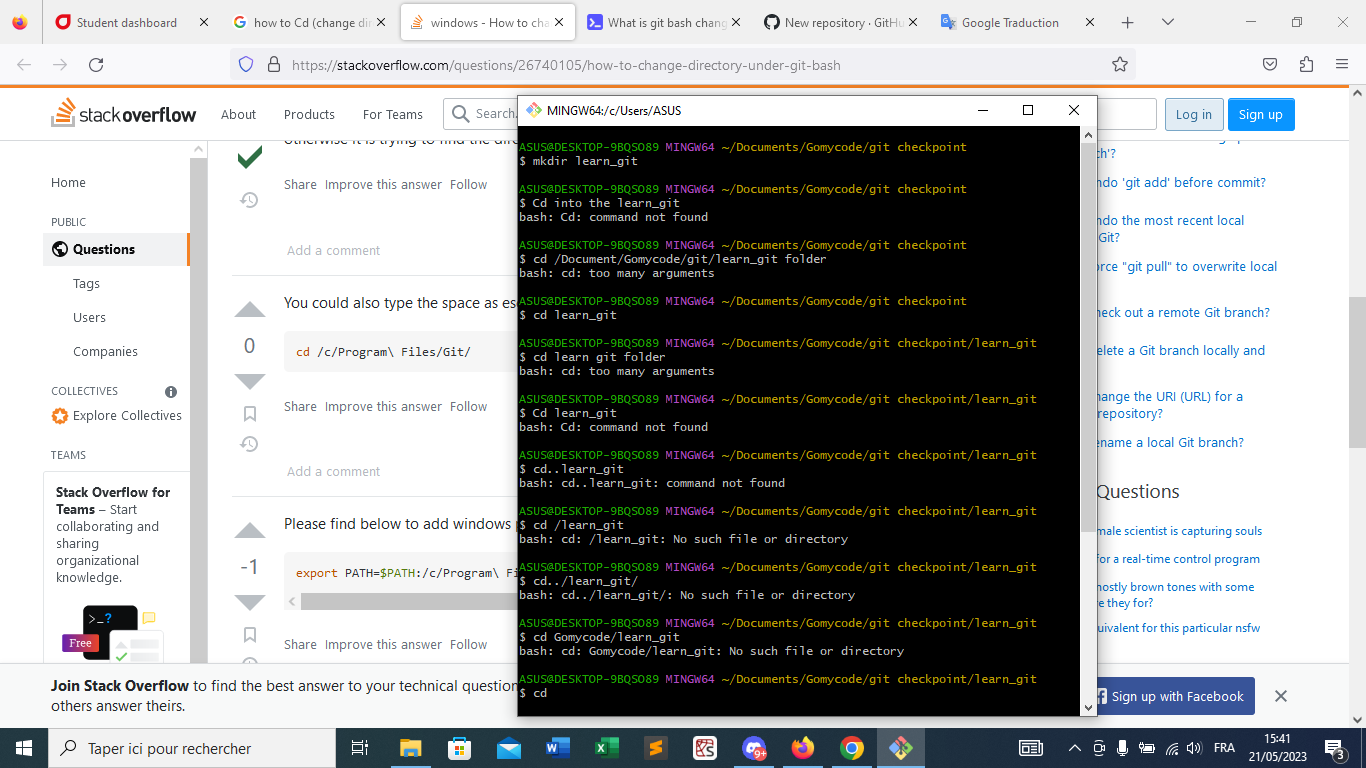 Student dashboard
how to Cd (change dir
windows - How to cha
What is git bash chang
New repository · GitHu
Google Traduction
https://stackoverflow.com/questions/26740105/how-to-change-directory-under-git-bash
stackoverflow
About
Products
For Teams
Search.
Log in
Sign up
Home
PUBLIC
Questions
Tags
Users
Companies
COLLECTIVES
Explore Collectives
TEAMS
Stack Overflow for
Teams – Start
collaborating and
sharing
organizational
knowledge.
>_?
Free
Otherwise it is trying to find the dire
Share Improve this answer Follow
Add a comment
You could also type the space as es
0
cd /c/Program\ Files/Git/
Share Improve this answer Follow
Add a comment
Please find below to add windows p
-1
export PATH=$PATH:/c/Program\ Fi
Share Improve this answer Follow
MINGW64:/c/Users/ASUS
ASUS@DESKTOP-9BQSO89 MINGW64 ~/Documents/Gomycode/git checkpoint
$ mkdir learn_git
ASUS@DESKTOP-9BQSO89 MINGW64 ~/Documents/Gomycode/git checkpoint
$ Cd into the learn_git
bash: Cd: command not found
ASUS@DESKTOP-9BQSO89 MINGW64 ~/Documents/Gomycode/git checkpoint
$ cd /Document/Gomycode/git/learn_git folder
bash: cd: too many arguments
ASUS@DESKTOP-9BQSO89 MINGW64 ~/Documents/Gomycode/git checkpoint
$ cd learn_git
ASUS@DESKTOP-9BQSO89 MINGW64 ~/Documents/Gomycode/git checkpoint/learn_git
$ cd learn git folder
bash: cd: too many arguments
ASUS@DESKTOP-9BQSO89 MINGW64 ~/Documents/Gomycode/git checkpoint/learn_git
$ Cd learn_git
bash: Cd: command not found
ASUS@DESKTOP-9BQSO89 MINGW64 ~/Documents/Gomycode/git checkpoint/learn_git
$ cd..learn_git
bash: cd..learn_git: command not found
ASUS@DESKTOP-9BQSO89 MINGW64 ~/Documents/Gomycode/git checkpoint/learn_git
$ cd /learn_git
bash: cd: /learn_git: No such file or directory
ASUS@DESKTOP-9BQSO89 MINGW64 ~/Documents/Gomycode/git checkpoint/learn_git
$ cd../learn_git/
bash: cd../learn_git/: No such file or directory
ASUS@DESKTOP-9BQSO89 MINGW64 ~/Documents/Gomycode/git checkpoint/learn_git
$ cd Gomycode/learn_git
bash: cd: Gomycode/learn_git: No such file or directory
ASUS@DESKTOP-9BQSO89 MINGW64 ~/Documents/Gomycode/git checkpoint/learn_git
$ cd
h'?
ndo 'git add' before commit?
ndo the most recent local
Git?
orce "git pull" to overwrite local
heck out a remote Git branch?
elete a Git branch locally and
hange the URI (URL) for a
repository?
ename a local Git branch?
Questions
male scientist is capturing souls
for a real-time control program
mostly brown tones with some
e they for?
quivalent for this particular nsfw
Join Stack Overflow to find the best answer to your technical question
others answer theirs.
Sign up with Facebook
Taper ici pour rechercher
9+
FRA
15:41
21/05/2023
3